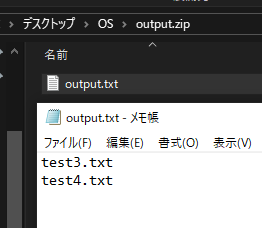 > デスクトップ > OS > output.zip
名前
output.txt
output.txt - メモ帳
ファイル(F) 編集(E) 書式(O) 表示(V)
test3.txt
test4.txt